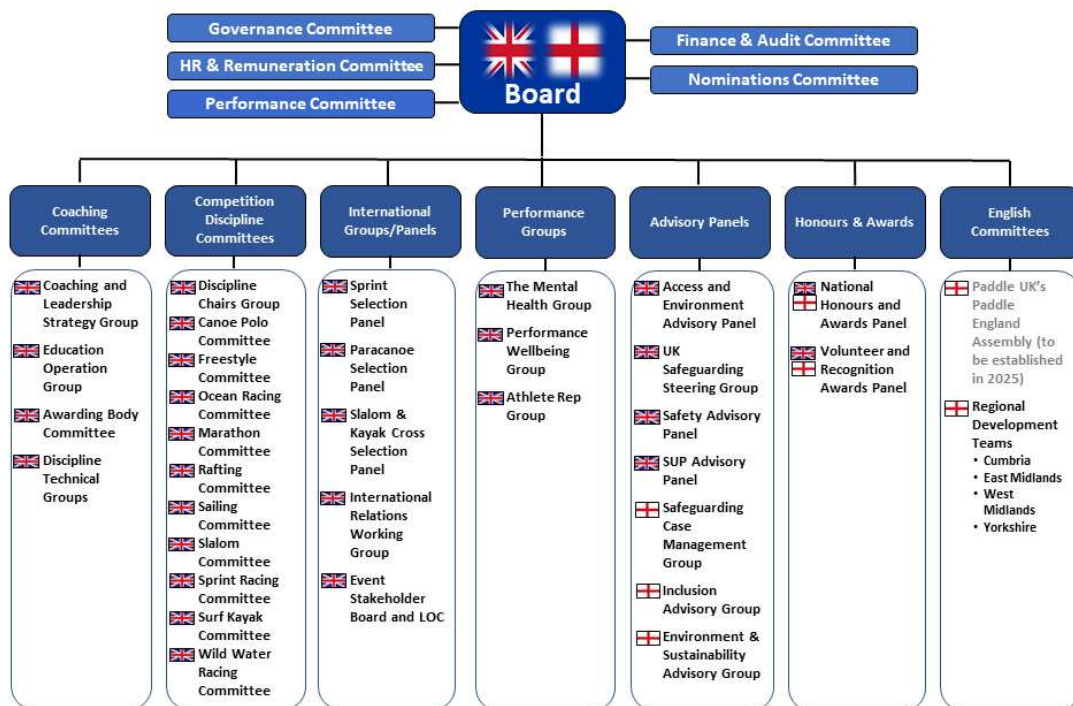 Governance Committee
HR & Remuneration Committee
Performance Committee
Board
Finance & Audit Committee
Nominations Committee
Coaching
Committees
Coaching and
Leadership
Strategy Group
Education
Operation
Group
Awarding Body
Committee
Discipline
Technical
Groups
Competition
Discipline
Committees
Discipline
Chairs Group
Canoe Polo
Committee
Freestyle
Committee
Ocean Racing
Committee
Marathon
Committee
Rafting
Committee
Sailing
Committee
Slalom
Committee
Sprint Racing
Committee
Surf Kayak
Committee
Wild Water
Racing
Committee
International
Groups/Panels
Sprint
Selection
Panel
Paracanoe
Selection
Panel
Slalom &
Kayak Cross
Selection
Panel
International
Relations
Working
Group
Event
Stakeholder
Board and LOC
Performance
Groups
The Mental
Health Group
Performance
Wellbeing
Group
Athlete Rep
Group
Advisory Panels
Access and
Environment
Advisory Panel
UK
Safeguarding
Steering Group
Safety Advisory
Panel
SUP Advisory
Panel
Safeguarding
Case
Management
Group
Inclusion
Advisory Group
Environment &
Sustainability
Advisory Group
Honours & Awards
National
Honours and
Awards Panel
Volunteer and
Recognition
Awards Panel
English
Committees
Paddle UK's
Paddle
England
Assembly (to
be established
in 2025)
Regional
Development
Teams
• Cumbria
• East Midlands
• West
Midlands
• Yorkshire